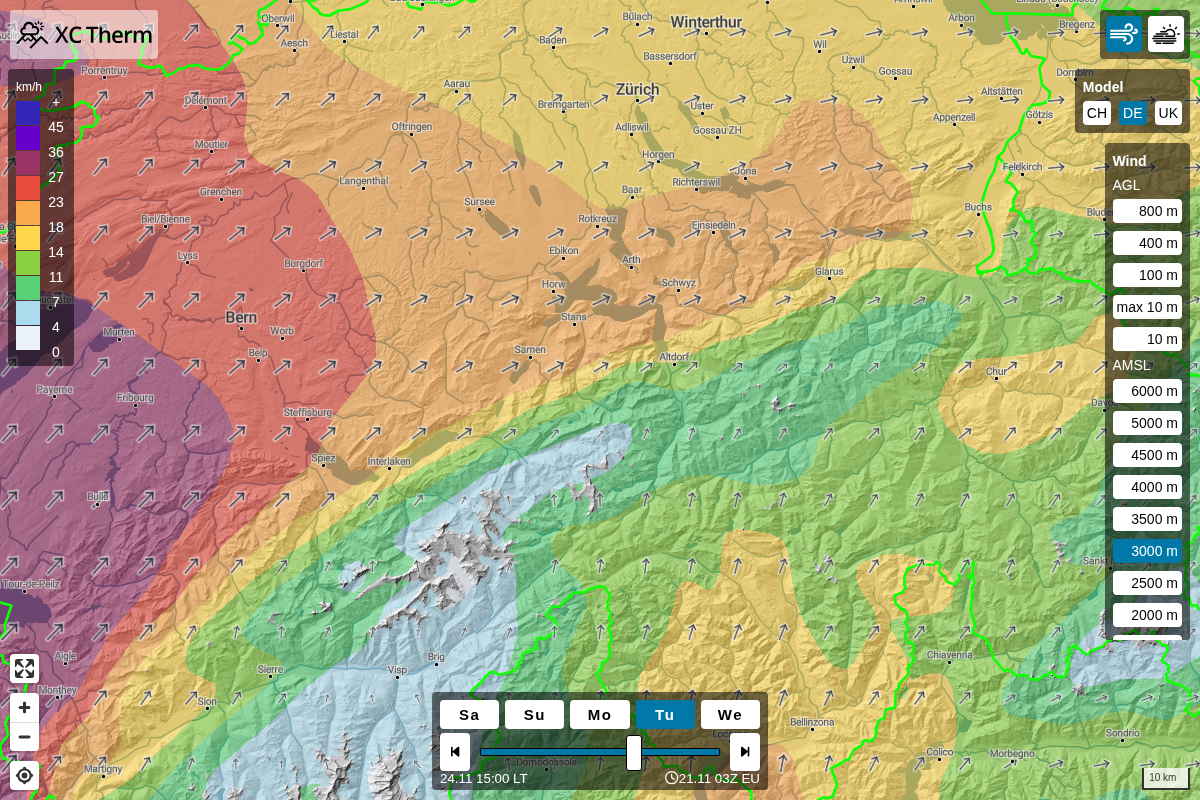 XC Therm
km/h
+
45
36
27
23
18
14
11
7
4
0
Model
CH DE UK
Wind
AGL
800 m
400 m
100 m
max 10 m
10 m
AMSL
6000 m
5000 m
4500 m
4000 m
3500 m
3000 m
2500 m
2000 m
Oberwil
Bülach
Winterthur
Arbon
Bregenz
Aesch
Liestal
Baden
Wil
Bassersdorf
Uzwil
Gossau
Dornbirn
Porrentruy
Aarau
Zürich
Altstätten
Delémont
Bremgarten
Uster
Götzis
Oftringen
Adliswil
Gossau ZH
Appenzell
Moutier
Horgen
Feldkirch
Langenthal
Jona
Grenchen
Baar
Richterswil
Sursee
Buchs
Biel/Bienne
Rotkreuz
Einsiedeln
Lyss
Ebikon
Arth
Burgdorf
Glarus
Horw
Schwyz
Bern
Stans
Murten
Worb
Belp
Sarnen
Altdorf
Chur
Payerne
Fribourg
Steffisburg
Spiez
Interlaken
Bulle
Tour-de-Peilz
Aigle
Brig
Chiavenna
Sierre
Visp
Monthey
Sion
Bellinzona
Sondrio
Colico
Morbegno
Domodossola
Martigny
+
−
Sa Su Mo Tu We
24.11 15:00 LT
21.11 03Z EU
10 km